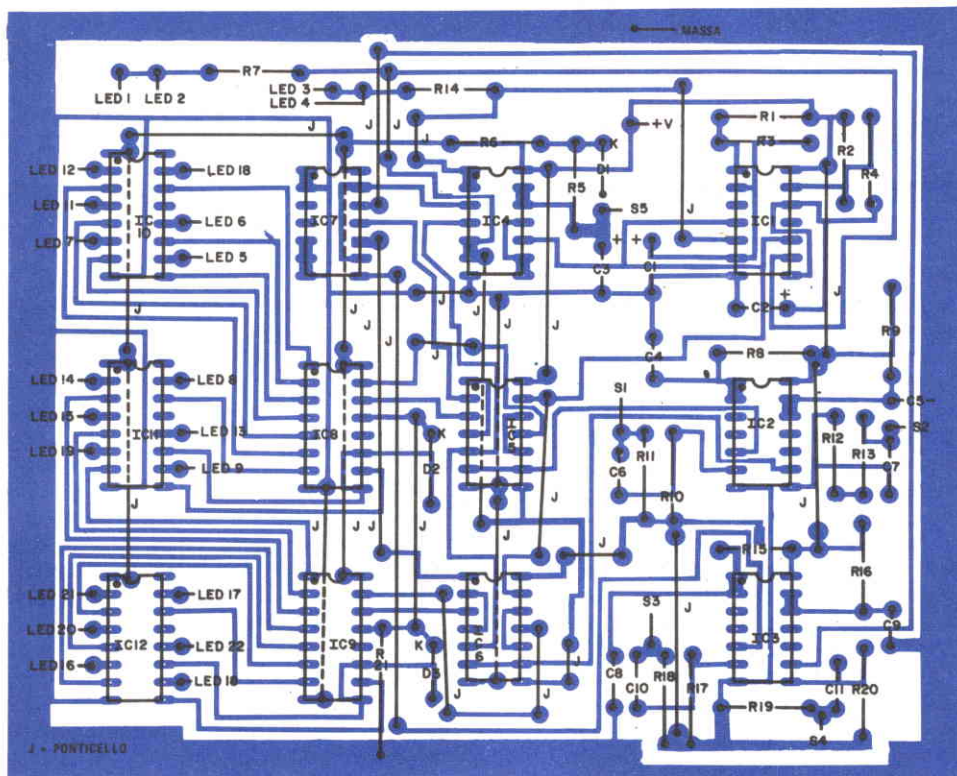 MASSA
LED 1 LED 2 R7 LED 3 LED 4 R14 J J +V R1
R6 K R3 R2 R4
LED 12 LED 18 J J D1
LED 11 IC 10 LED 6 IC7 IC4 R5 S5 IC1
LED 7 LED 5 J + + J
C3 C1 C2 + J
J J J J J R9
C4 R8
LED 14 LED 8 S1
LED 15 LED 13 IC8 K IC5 IC2 C5 S2
LED 19 IC11 LED 9 D2 C6 R11 R12 R13 C7
R10
J J J J J J J
J R15 R16
LED 21 LED 17 J
LED 20 IC12 LED 22 IC9 R21 K IC6 S3 IC3 C9
LED 16 LED 18 D3 J J C8 C10 R18 R17 C11 R20
J R19 S4
J = PONTICELLO